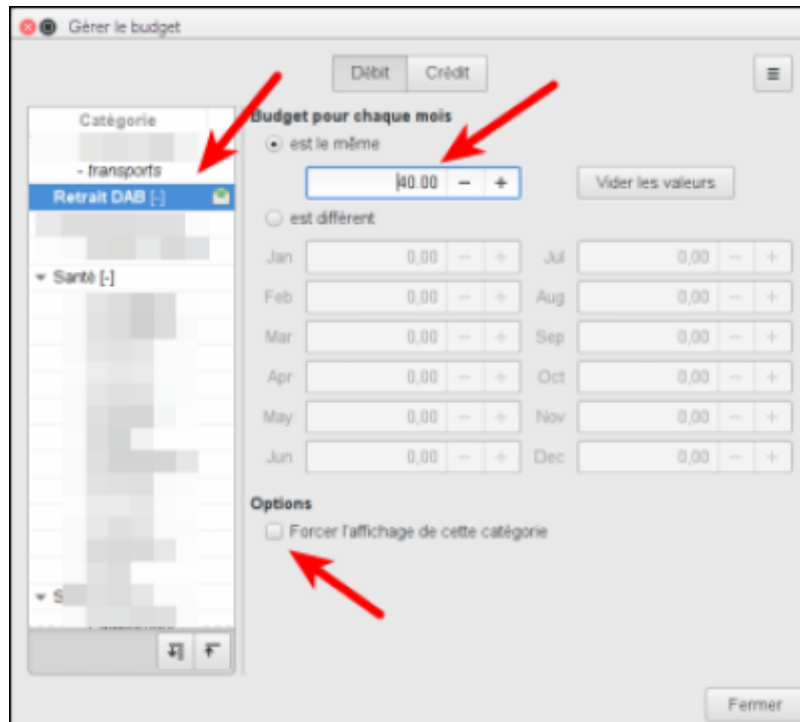 Gérer le budget
Débit Crédit
Catégorie
- transports
Retrait DAB [-]
Santé [-]
Budget pour chaque mois
est le même
40.00 − + Vider les valeurs
est différent
Jan 0,00 − + Jul 0,00 − +
Feb 0,00 − + Aug 0,00 − +
Mar 0,00 − + Sep 0,00 − +
Apr 0,00 − + Oct 0,00 − +
May 0,00 − + Nov 0,00 − +
Jun 0,00 − + Dec 0,00 − +
Options
Forcer l'affichage de cette catégorie
Fermer